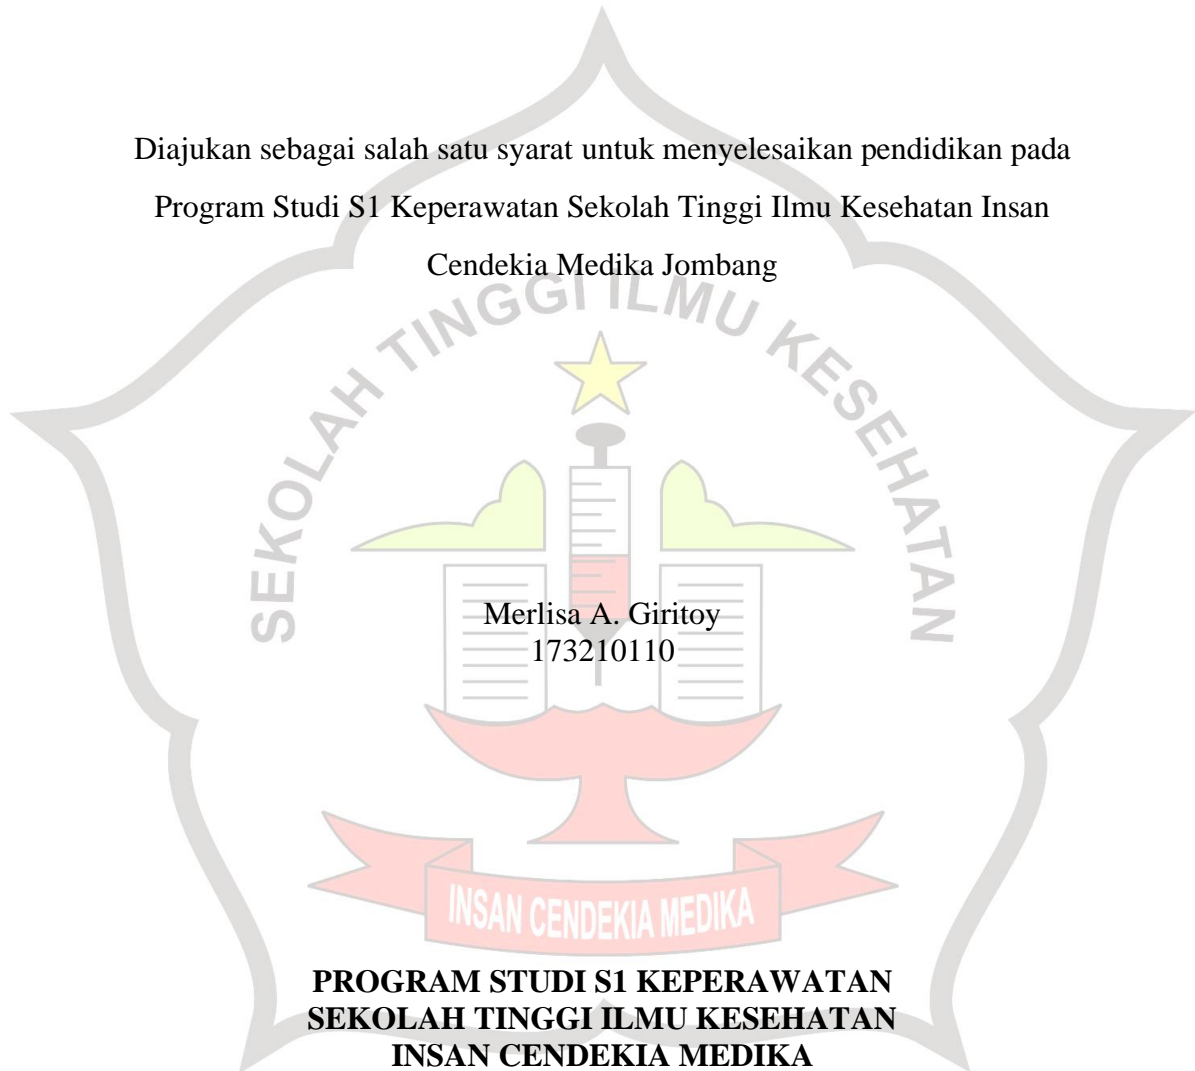 Diajukan sebagai salah satu syarat untuk menyelesaikan pendidikan pada
Program Studi S1 Keperawatan Sekolah Tinggi Ilmu Kesehatan Insan
Cendekia Medika Jombang
SEKOLAH TINGGI ILMU KESEHATAN
Merlisa A. Giritoy
173210110
INSAN CENDEKIA MEDIKA
PROGRAM STUDI S1 KEPERAWATAN
SEKOLAH TINGGI ILMU KESEHATAN
INSAN CENDEKIA MEDIKA